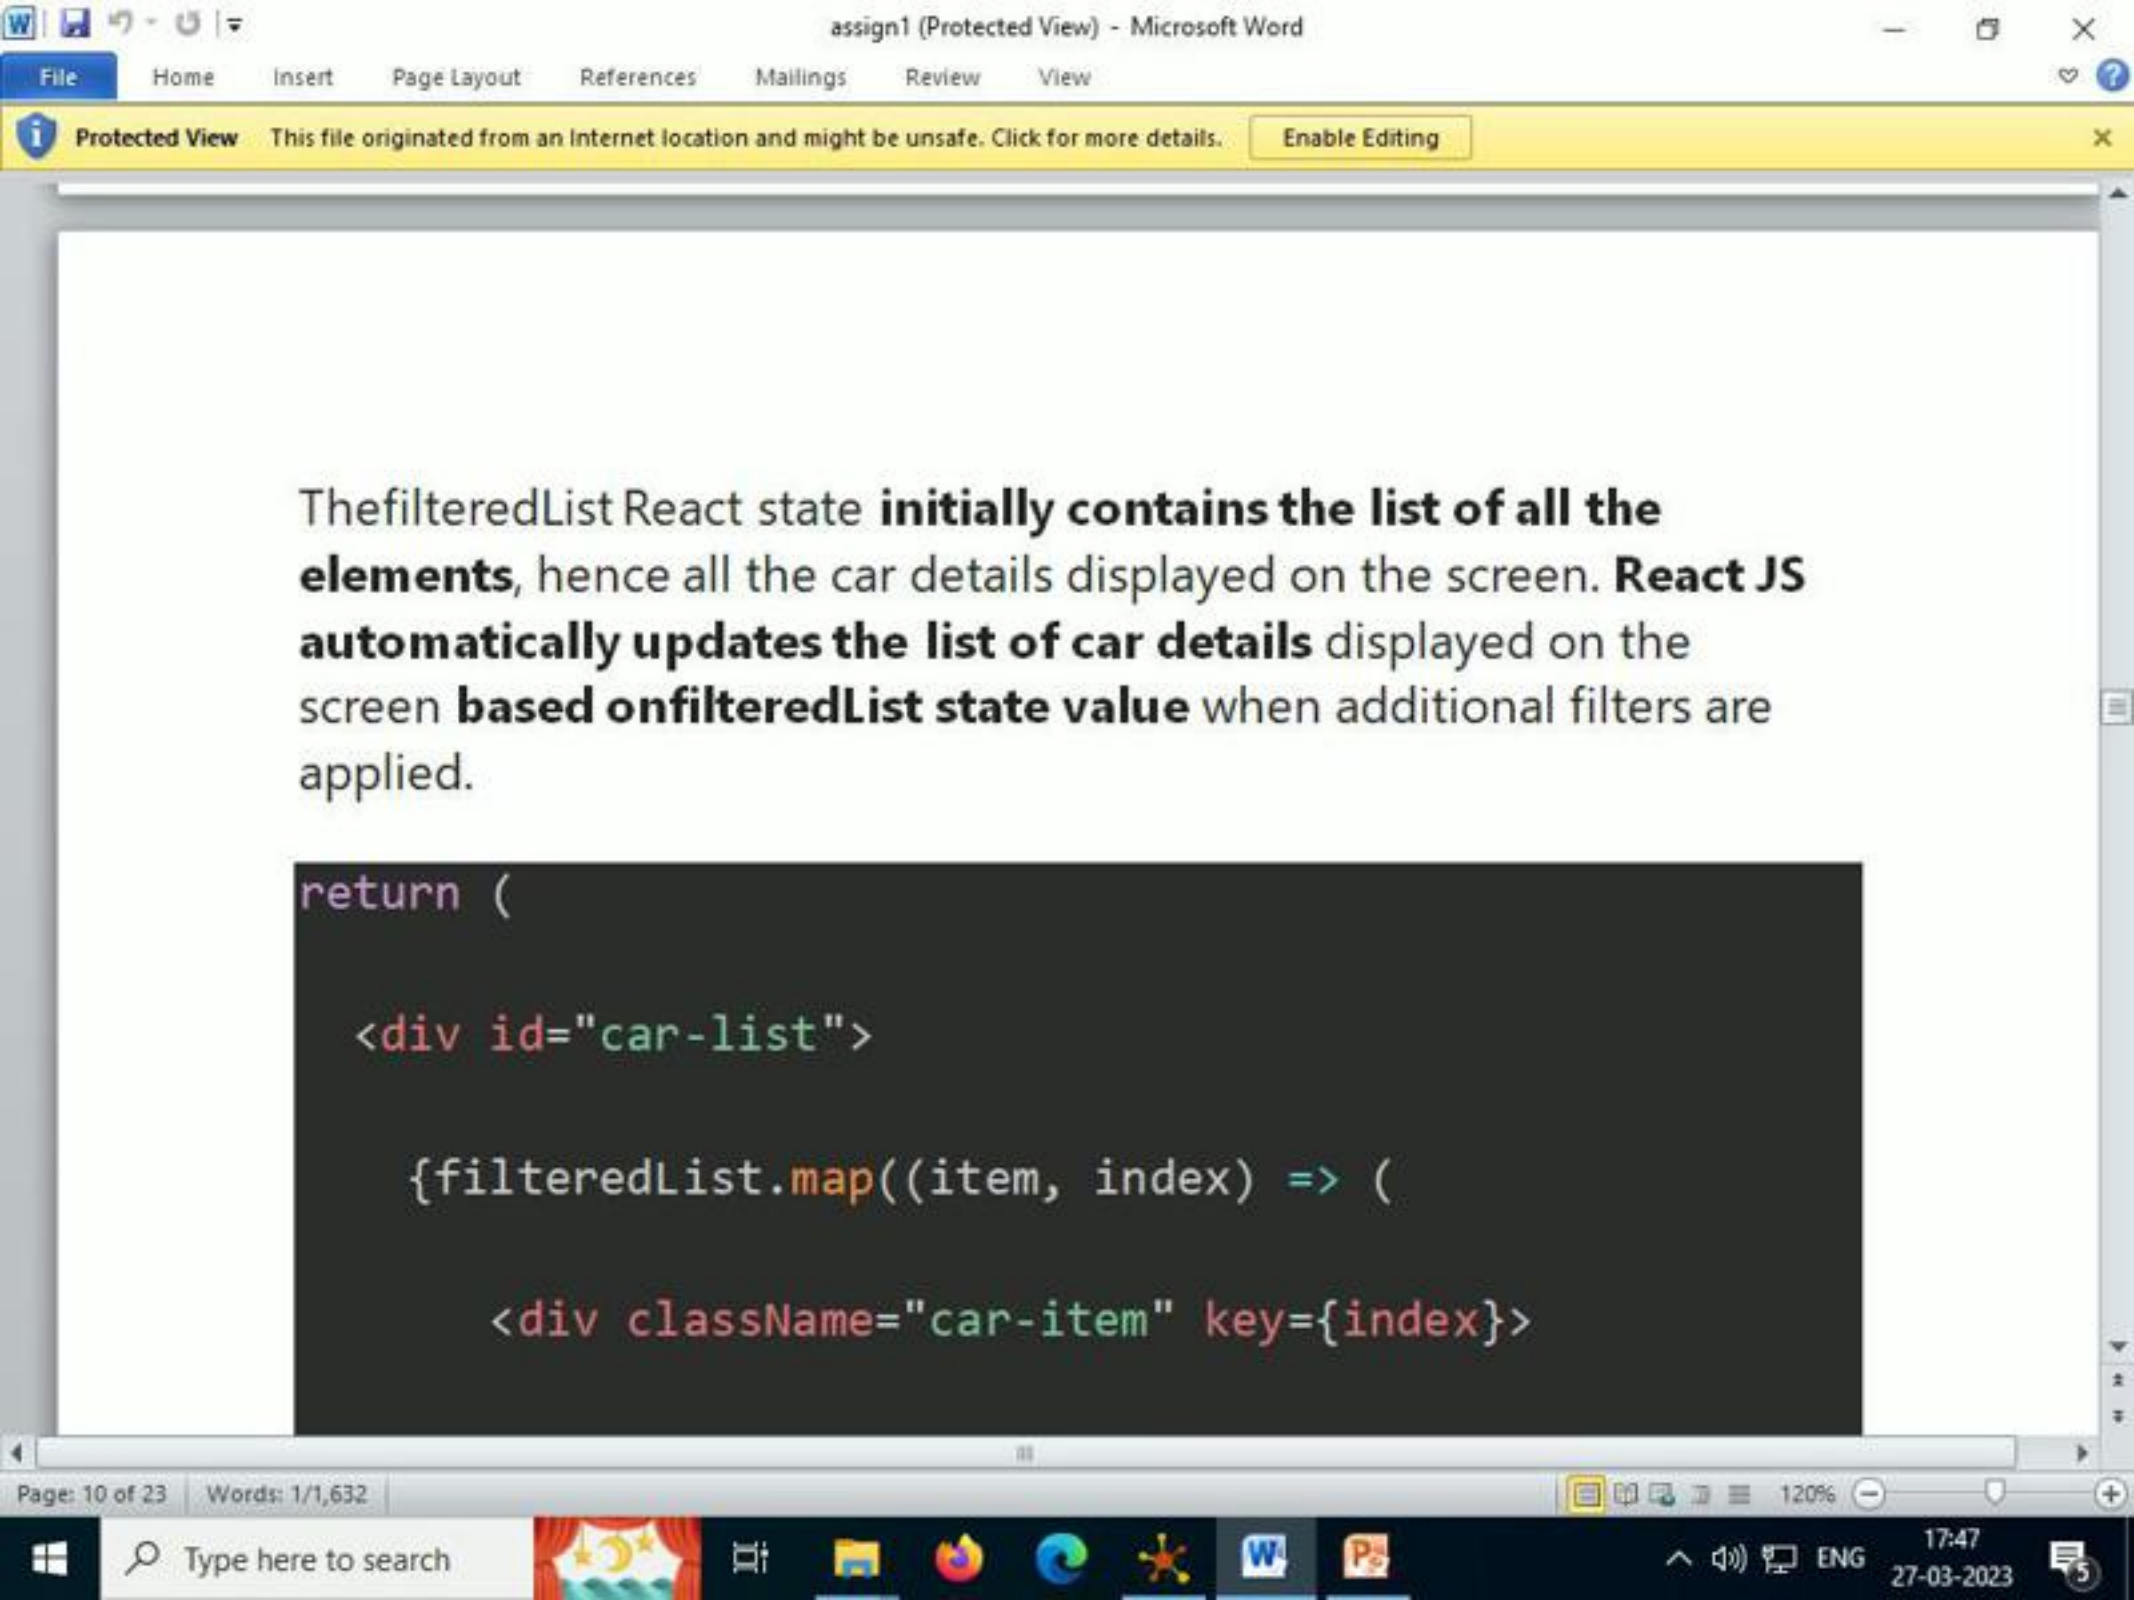 assign1 (Protected View) - Microsoft Word
File Home Insert Page Layout References Mailings Review View
Protected View This file originated from an Internet location and might be unsafe. Click for more details. Enable Editing
ThefilteredList React state initially contains the list of all the
elements, hence all the car details displayed on the screen. React JS
automatically updates the list of car details displayed on the
screen based onfilteredList state value when additional filters are
applied.
return (
<div id="car-list">
{filteredList.map((item, index) => (
<div className="car-item" key={index}>
Page: 10 of 23 Words: 1/1,632 120%
Type here to search ENG 17:47
27-03-2023 5